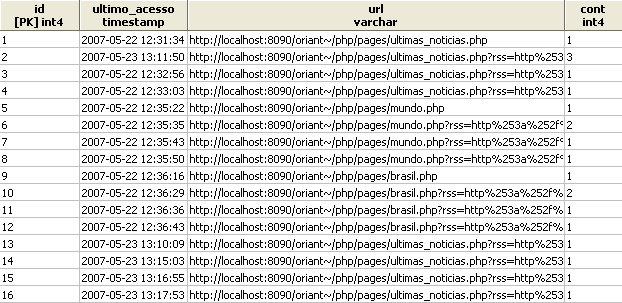 id ultimo_acesso url cont
[PK] int4 timestamp varchar int4
1 2007-05-22 12:31:34 http://localhost:8090/oriant~/php/pages/ultimas_noticias.php 1
2 2007-05-23 13:11:50 http://localhost:8090/oriant~/php/pages/ultimas_noticias.php?rss=http%253 3
3 2007-05-22 12:32:56 http://localhost:8090/oriant~/php/pages/ultimas_noticias.php?rss=http%253 1
4 2007-05-22 12:33:03 http://localhost:8090/oriant~/php/pages/ultimas_noticias.php?rss=http%253 1
5 2007-05-22 12:35:22 http://localhost:8090/oriant~/php/pages/mundo.php 1
6 2007-05-22 12:35:35 http://localhost:8090/oriant~/php/pages/mundo.php?rss=http%253a%252f% 2
7 2007-05-22 12:35:43 http://localhost:8090/oriant~/php/pages/mundo.php?rss=http%253a%252f% 1
8 2007-05-22 12:35:50 http://localhost:8090/oriant~/php/pages/mundo.php?rss=http%253a%252f% 1
9 2007-05-22 12:36:16 http://localhost:8090/oriant~/php/pages/brasil.php 1
10 2007-05-22 12:36:29 http://localhost:8090/oriant~/php/pages/brasil.php?rss=http%253a%252f% 2
11 2007-05-22 12:36:36 http://localhost:8090/oriant~/php/pages/brasil.php?rss=http%253a%252f% 1
12 2007-05-22 12:36:43 http://localhost:8090/oriant~/php/pages/brasil.php?rss=http%253a%252f% 1
13 2007-05-23 13:10:09 http://localhost:8090/oriant~/php/pages/ultimas_noticias.php?rss=http%253 1
14 2007-05-23 13:15:03 http://localhost:8090/oriant~/php/pages/ultimas_noticias.php?rss=http%253 1
15 2007-05-23 13:16:55 http://localhost:8090/oriant~/php/pages/ultimas_noticias.php?rss=http%253 1
16 2007-05-23 13:17:53 http://localhost:8090/oriant~/php/pages/ultimas_noticias.php?rss=http%253 1